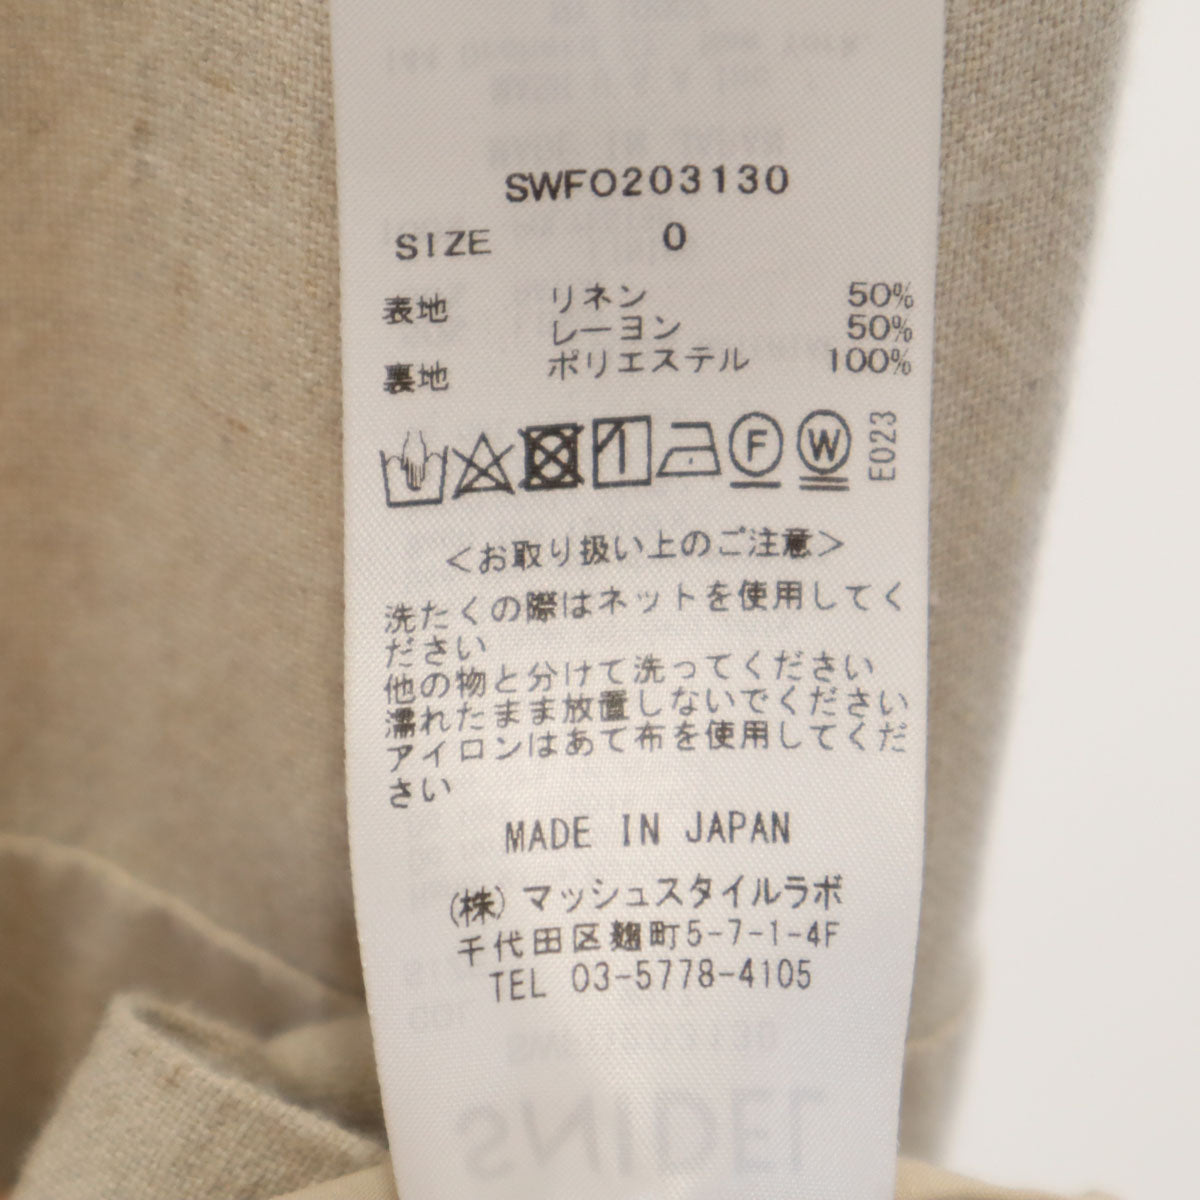 SWFO203130
SIZE 0
表地 リネン 50%
レーヨン 50%
裏地 ポリエステル 100%
F W E023
<お取り扱い上のご注意>
洗たくの際はネットを使用してく
ださい
他の物と分けて洗ってください
濡れたまま放置しないでください
アイロンはあて布を使用してくだ
さい
MADE IN JAPAN
(株)マッシュスタイルラボ
千代田区麹町5-7-1-4F
TEL 03-5778-4105
SWFO203130
SNIDEL